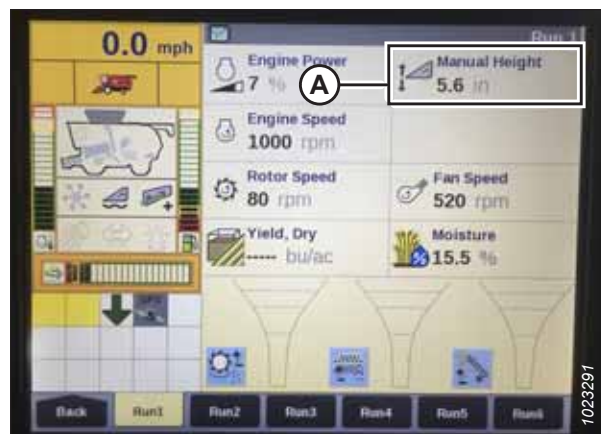 0.0 mph
Run 1
Engine Power
7 %
A
Manual Height
5.6 in
Engine Speed
1000 rpm
Rotor Speed
80 rpm
Fan Speed
520 rpm
Yield, Dry
----- bu/ac
Moisture
15.5 %
Back
Run1
Run2
Run3
Run4
Run5
Run6
1023291